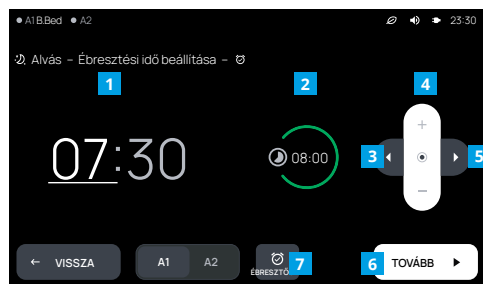 A1 B.Bed A2 23:30
Alvás – Ébresztési idő beállítása –
1 2 4
07:30 08:00 3 + − 5
VISSZA A1 A2 ÉBRESZTŐ 7 6 TOVÁBB